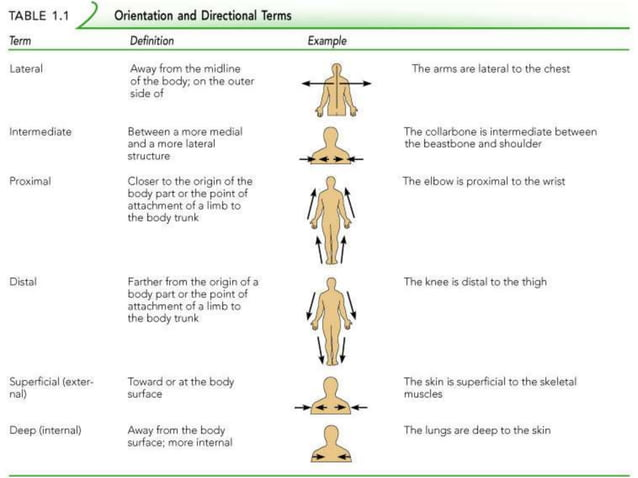 TABLE 1.1 Orientation and Directional Terms
Term Definition Example
Lateral
Away from the midline
of the body; on the outer
side of
The arms are lateral to the chest
Intermediate
Between a more medial
and a more lateral
structure
The collarbone is intermediate between
the beastbone and shoulder
Proximal
Closer to the origin of the
body part or the point of
attachment of a limb to
the body trunk
The elbow is proximal to the wrist
Distal
Farther from the origin of a
body part or the point of
attachment of a limb to
the body trunk
The knee is distal to the thigh
Superficial (exter-
nal)
Toward or at the body
surface
The skin is superficial to the skeletal
muscles
Deep (internal)
Away from the body
surface; more internal
The lungs are deep to the skin